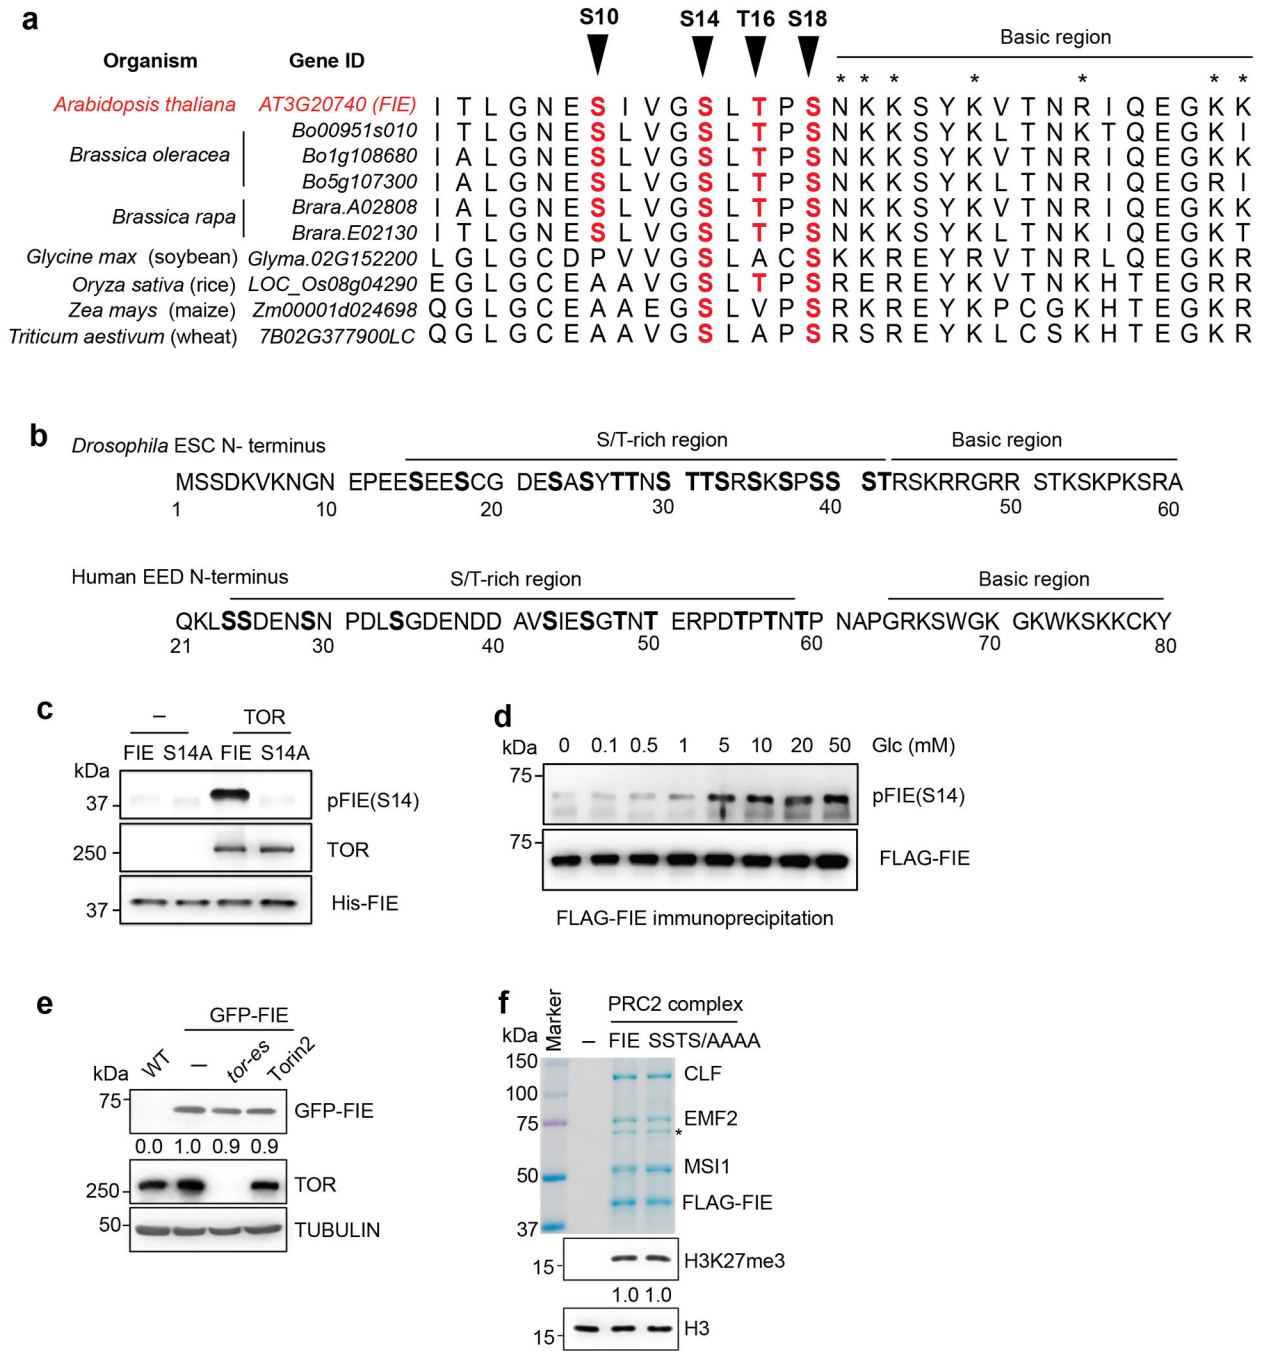 a
S10 S14 T16 S18
Basic region
Organism Gene ID
* * * * * * *
Arabidopsis thaliana AT3G20740 (FIE) I T L G N E S I V G S L T P S N K K S Y K V T N R I Q E G K K
Bo00951s010 I T L G N E S L V G S L T P S N K K S Y K L T N K T Q E G K I
Brassica oleracea Bo1g108680 I A L G N E S L V G S L T P S N K K S Y K V T N R I Q E G K K
Bo5g107300 I A L G N E S L V G S L T P S N K K S Y K L T N R I Q E G R I
Brassica rapa Brara.A02808 I A L G N E S L V G S L T P S N K K S Y K V T N R I Q E G K K
Brara.E02130 I T L G N E S L V G S L T P S N K K S Y K L T N K I Q E G K T
Glycine max (soybean) Glyma.02G152200 L G L G C D P V V G S L A C S K K R E Y R V T N R L Q E G K R
Oryza sativa (rice) LOC_Os08g04290 E G L G C E A A V G S L T P S R E R E Y K V T N K H T E G R R
Zea mays (maize) Zm00001d024698 Q G L G C E A A E G S L V P S R K R E Y K P C G K H T E G K R
Triticum aestivum (wheat) 7B02G377900LC Q G L G C E A A V G S L A P S R S R E Y K L C S K H T E G K R
b
Drosophila ESC N- terminus S/T-rich region Basic region
MSSDKVKNGN EPEESEESCG DESASYTTNS TTSRSKSPSS STRSKRRGRR STKSKPKSRA
1 10 20 30 40 50 60
Human EED N-terminus S/T-rich region Basic region
QKLSSDENSN PDLSGDENDD AVSIESGTNT ERPDTPTNTP NAPGRKSWGK GKWKSKKCKY
21 30 40 50 60 70 80
c
– TOR
FIE S14A FIE S14A
kDa
37 pFIE(S14)
250 TOR
37 His-FIE
d
kDa 0 0.1 0.5 1 5 10 20 50 Glc (mM)
75 pFIE(S14)
75 FLAG-FIE
FLAG-FIE immunoprecipitation
e
GFP-FIE
kDa WT – tor-es Torin2
75 GFP-FIE
0.0 1.0 0.9 0.9
250 TOR
50 TUBULIN
f
Marker PRC2 complex
kDa – FIE SSTS/AAAA
150 CLF
100
75 EMF2
*
50 MSI1
FLAG-FIE
37
15 H3K27me3
1.0 1.0
15 H3